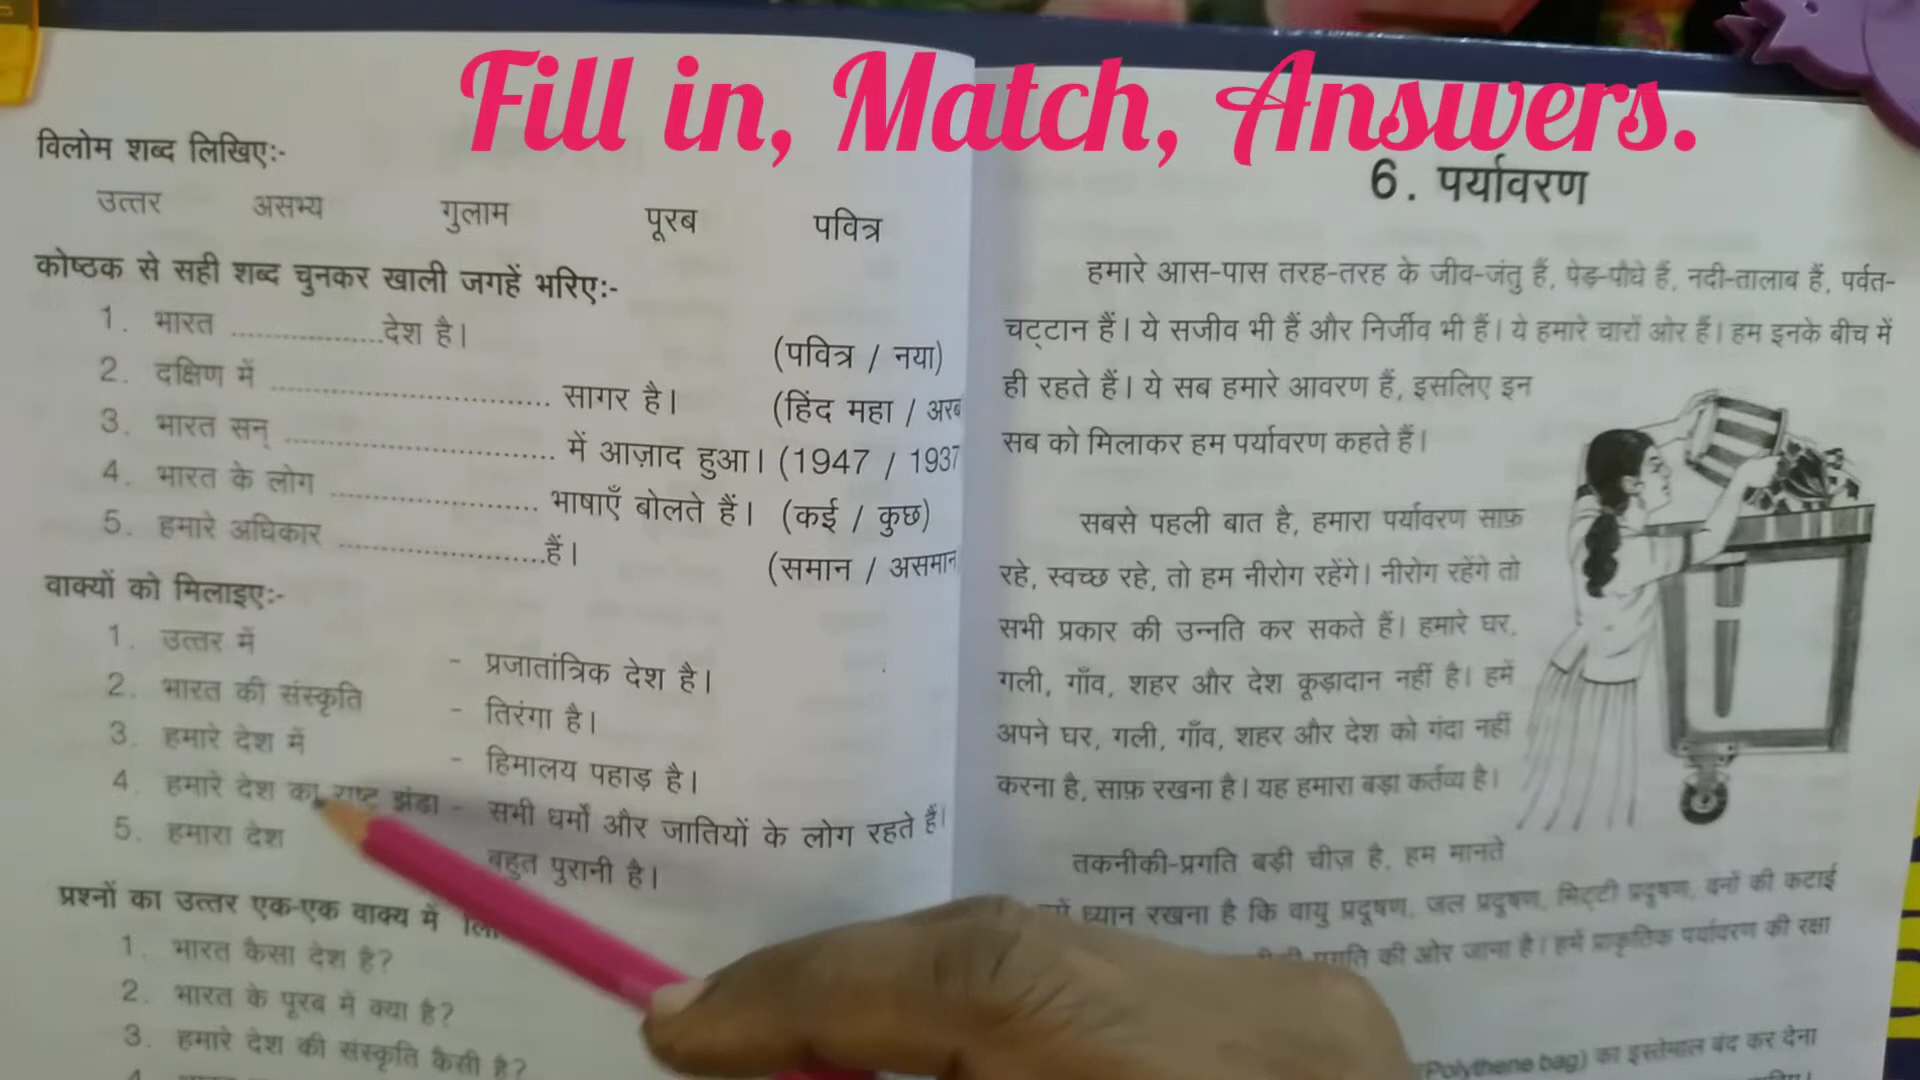 Fill in, Match, Answers.
विलोम शब्द लिखिए:-
उत्तर असभ्य गुलाम पूरब पवित्र
कोष्ठक से सही शब्द चुनकर खाली जगहें भरिए:-
1. भारत ................देश है। (पवित्र / नया)
2. दक्षिण में ............................. सागर है। (हिंद महा / अरब
3. भारत सन् ............................. में आज़ाद हुआ। (1947 / 1937
4. भारत के लोग ...................... भाषाएँ बोलते हैं। (कई / कुछ)
5. हमारे अधिकार ......................हैं। (समान / असमान
वाक्यों को मिलाइए:-
1. उत्तर में - प्रजातांत्रिक देश है।
2. भारत की संस्कृति - तिरंगा है।
3. हमारे देश में - हिमालय पहाड़ है।
4. हमारे देश का राष्ट्र झंडा - सभी धर्मों और जातियों के लोग रहते हैं।
5. हमारा देश बहुत पुरानी है।
प्रश्नों का उत्तर एक-एक वाक्य में
1. भारत कैसा देश है?
2. भारत के पूरब में क्या है?
3. हमारे देश की संस्कृति कैसी है?
6. पर्यावरण
हमारे आस-पास तरह-तरह के जीव-जंतु हैं, पेड़-पौधे हैं, नदी-तालाब हैं, पर्वत-
चट्टान हैं। ये सजीव भी हैं और निर्जीव भी हैं। ये हमारे चारों ओर हैं। हम इनके बीच में
ही रहते हैं। ये सब हमारे आवरण हैं, इसलिए इन
सब को मिलाकर हम पर्यावरण कहते हैं।
सबसे पहली बात है, हमारा पर्यावरण साफ़
रहे, स्वच्छ रहे, तो हम नीरोग रहेंगे। नीरोग रहेंगे तो
सभी प्रकार की उन्नति कर सकते हैं। हमारे घर,
गली, गाँव, शहर और देश कूड़ादान नहीं है। हमें
अपने घर, गली, गाँव, शहर और देश को गंदा नहीं
करना है, साफ़ रखना है। यह हमारा बड़ा कर्तव्य है।
तकनीकी-प्रगति बड़ी चीज़ है, हम मानते
ध्यान रखना है कि वायु प्रदूषण, जल प्रदूषण, मिट्टी प्रदूषण, वनों की कटाई
की ओर जाना है। हमें प्राकृतिक पर्यावरण की रक्षा
(Polythene bag) का इस्तेमाल बंद कर देना